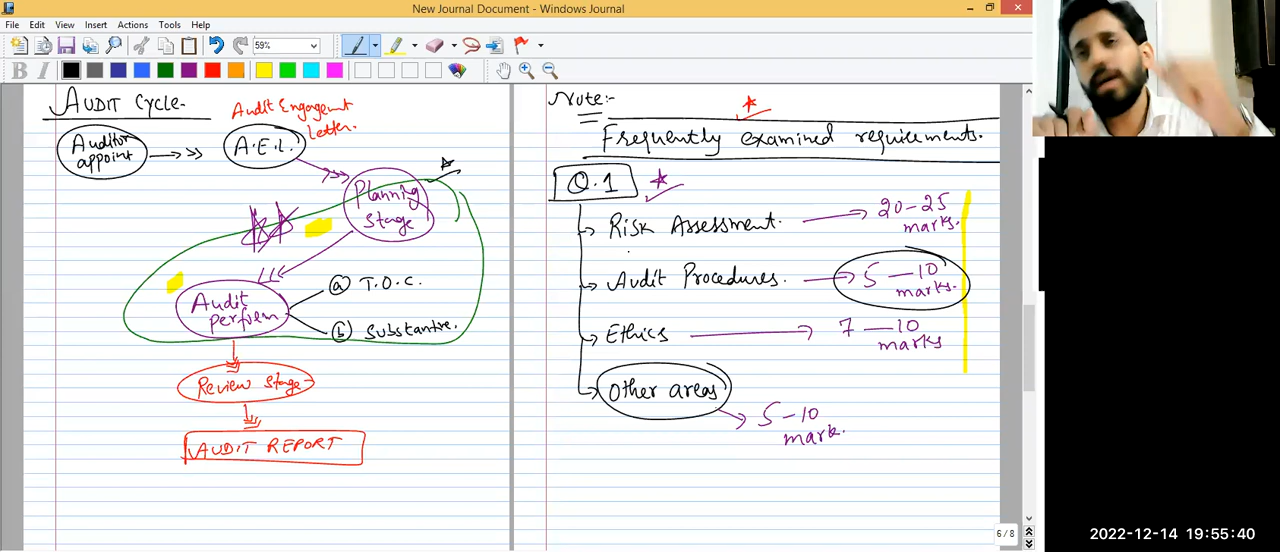 New Journal Document - Windows Journal
File Edit View Insert Actions Tools Help
59%
B I
AUDIT Cycle-
Audit Engagement
Letter.
Auditor
appoint
A.E.L.
Planning
Stage
Audit
perform
(a) T.O.C.
(b) Substantive.
Review Stage
AUDIT REPORT
Note:-
Frequently examined requirements.
Q.1
Risk Assessment.
20-25
marks.
Audit Procedures.
5-10
marks.
Ethics
7-10
marks
Other areas
5-10
mark.
6 / 8
2022-12-14 19:55:40